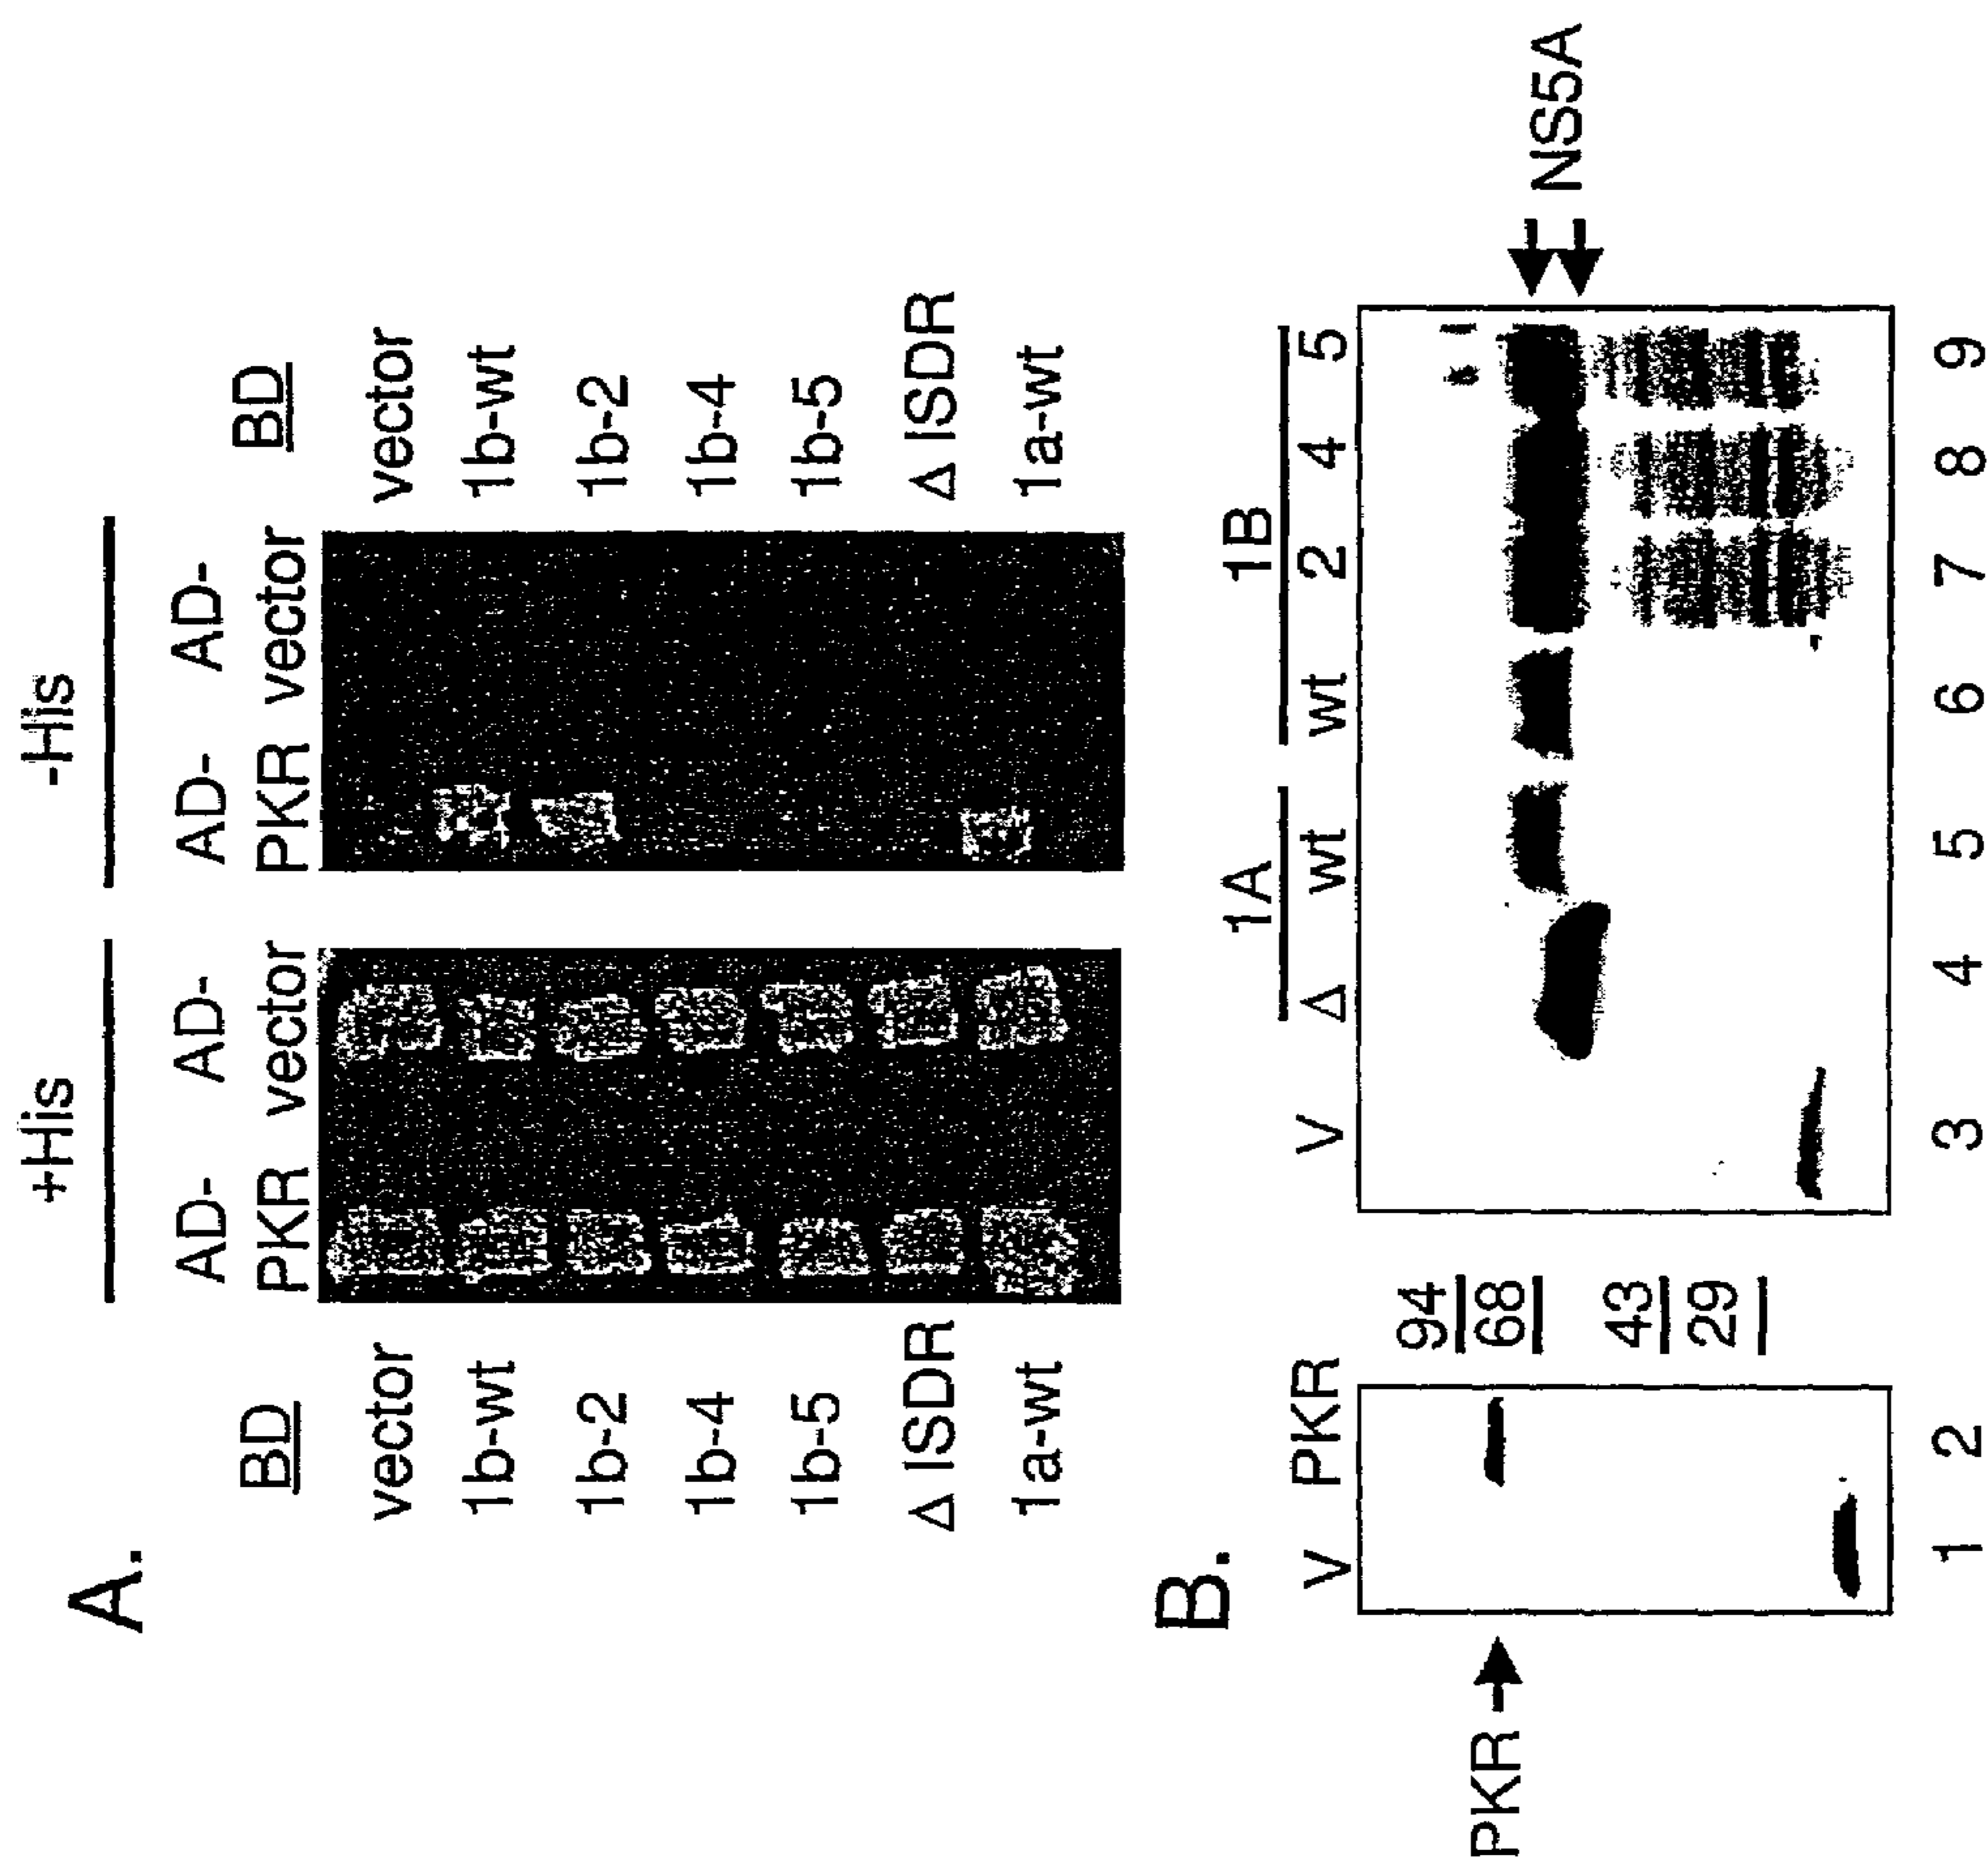 A.
+His
-His
AD-
AD-
AD-
AD-
BD
PKR
vector
PKR
vector
BD
vector
vector
1b-wt
1b-wt
1b-2
1b-2
1b-4
1b-4
1b-5
1b-5
Δ ISDR
Δ ISDR
1a-wt
1a-wt
B.
1A
1B
V
PKR
V
Δ
wt
wt
2
4
5
94
68
43
29
PKR
NS5A
1
2
3
4
5
6
7
8
9